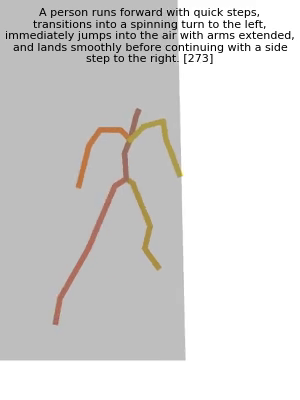 A person runs forward with quick steps,
transitions into a spinning turn to the left,
immediately jumps into the air with arms extended,
and lands smoothly before continuing with a side
step to the right. [273]